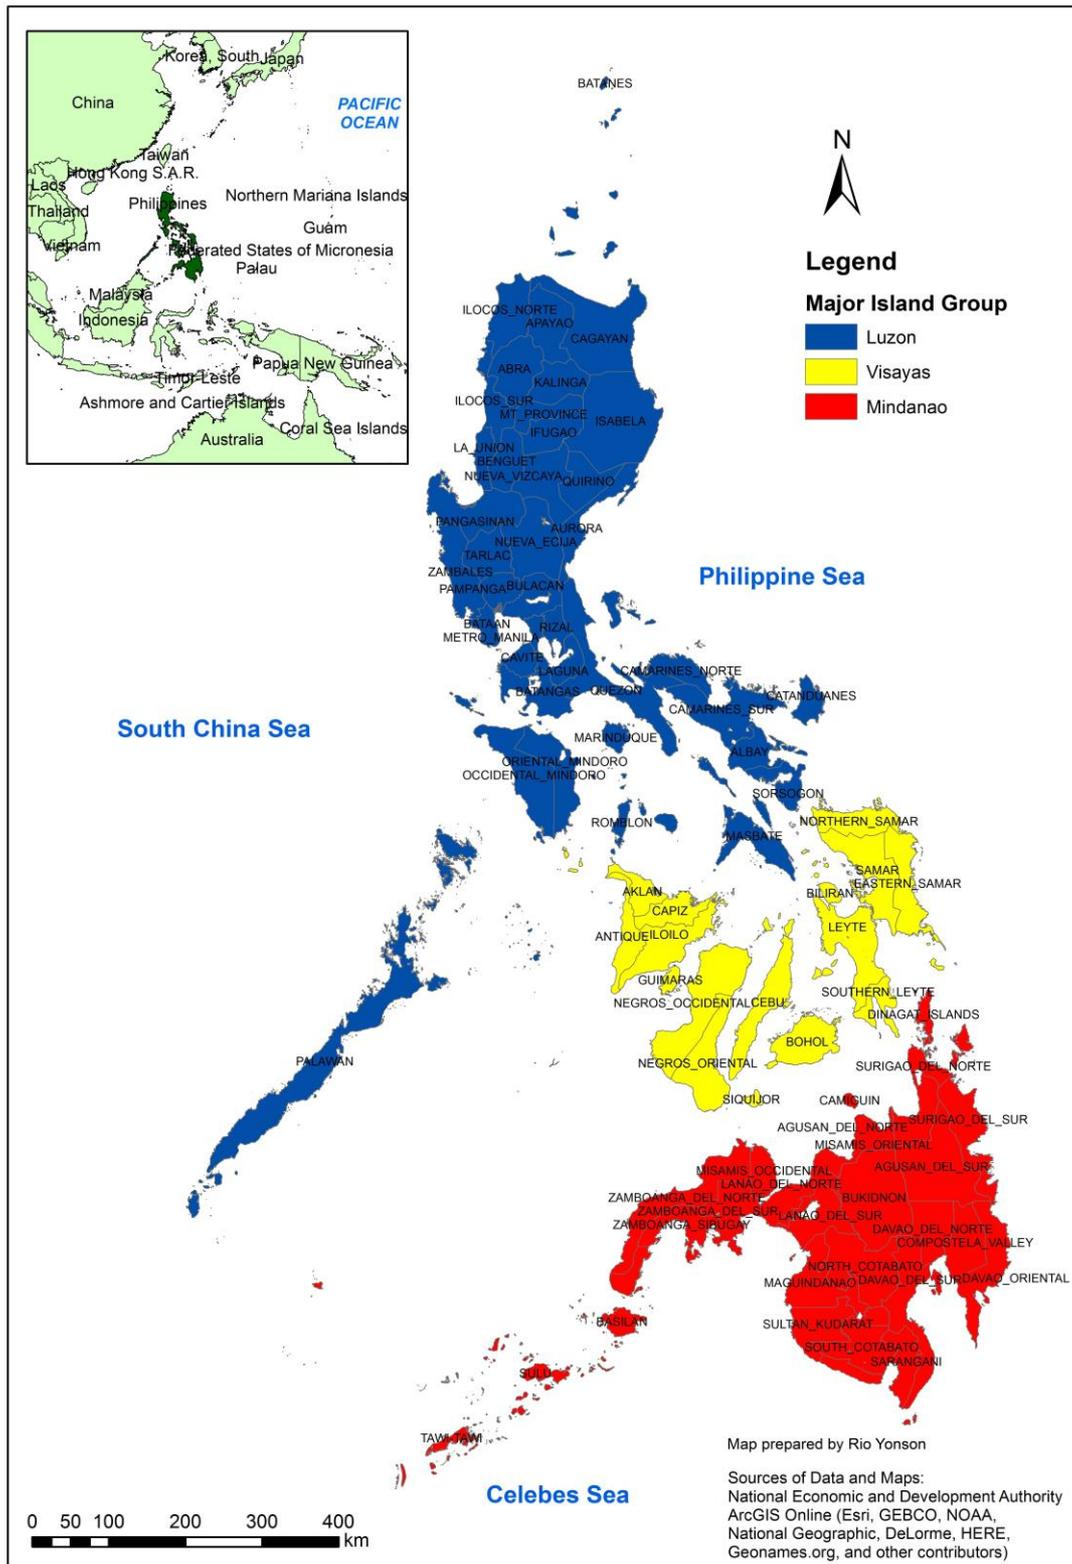 Korea, South
Japan
China
PACIFIC
OCEAN
Taiwan
Hong Kong S.A.R.
Laos
Philippines
Northern Mariana Islands
Thailand
Guam
Vietnam
Federated States of Micronesia
Palau
Malaysia
Indonesia
Papua New Guinea
Timor-Leste
Ashmore and Cartier Islands
Coral Sea Islands
Australia
N
Legend
Major Island Group
Luzon
Visayas
Mindanao
BATANES
ILOCOS_NORTE
APAYAO
CAGAYAN
ABRA
KALINGA
ILOCOS_SUR
MT_PROVINCE
ISABELA
IFUGAO
LA_UNION
BENGUET
NUEVA_VIZCAYA
QUIRINO
PANGASINAN
AURORA
NUEVA_ECIJA
TARLAC
ZAMBALES
PAMPANGA
BULACAN
Philippine Sea
BATAAN
RIZAL
METRO_MANILA
CAVITE
LAGUNA
CAMARINES_NORTE
BATANGAS
QUEZON
CATANDUANES
CAMARINES_SUR
South China Sea
MARINDUQUE
ALBAY
ORIENTAL_MINDORO
OCCIDENTAL_MINDORO
SORSOGON
ROMBLON
NORTHERN_SAMAR
MASBATE
SAMAR
EASTERN_SAMAR
AKLAN
BILIRAN
CAPIZ
LEYTE
ANTIQUE
ILOILO
GUIMARAS
SOUTHERN_LEYTE
NEGROS_OCCIDENTAL
CEBU
DINAGAT_ISLANDS
BOHOL
PALAWAN
NEGROS_ORIENTAL
SURIGAO_DEL_NORTE
SIQUIJOR
CAMIGUIN
SURIGAO_DEL_SUR
AGUSAN_DEL_NORTE
MISAMIS_ORIENTAL
AGUSAN_DEL_SUR
MISAMIS_OCCIDENTAL
LANAO_DEL_NORTE
ZAMBOANGA_DEL_NORTE
BUKIDNON
ZAMBOANGA_DEL_SUR
LANAO_DEL_SUR
ZAMBOANGA_SIBUGAY
DAVAO_DEL_NORTE
COMPOSTELA_VALLEY
NORTH_COTABATO
MAGUINDANAO
DAVAO_DEL_SUR
DAVAO_ORIENTAL
BASILAN
SULTAN_KUDARAT
SOUTH_COTABATO
SARANGANI
SULU
TAWI-TAWI
Celebes Sea
Map prepared by Rio Yonson
Sources of Data and Maps:
National Economic and Development Authority
ArcGIS Online (Esri, GEBCO, NOAA,
National Geographic, DeLorme, HERE,
Geonames.org, and other contributors)
0 50 100 200 300 400
km